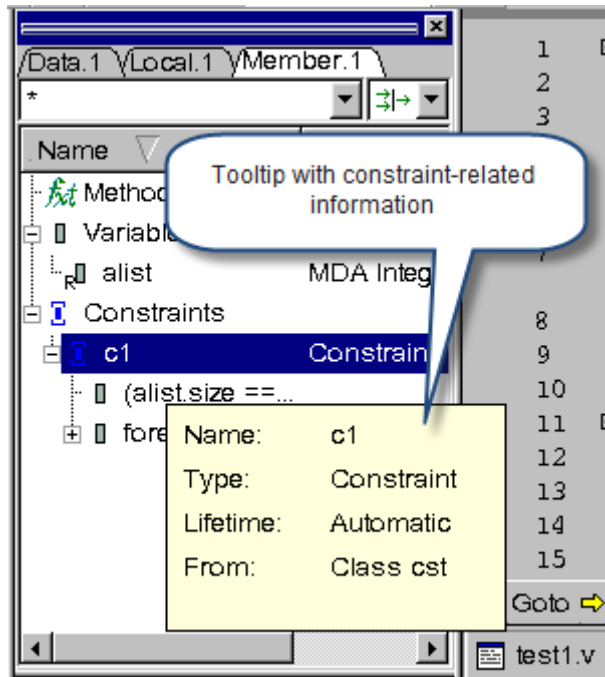 Data.1 Local.1 Member.1
*
Name
Tooltip with constraint-related
information
Variable
alist MDA Integ
Constraints
c1 Constrain
(alist.size ==...
fore
Name: c1
Type: Constraint
Lifetime: Automatic
From: Class cst
1
2
3
7
8
9
10
11
12
13
14
15
Goto
test1.v